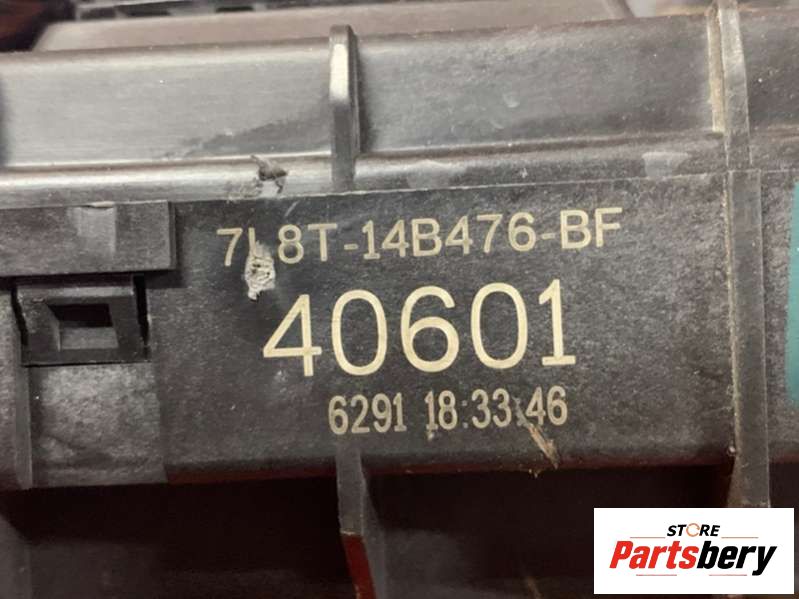 7L8T-14B476-BF
40601
6291 18:33:46
STORE
Partsbery